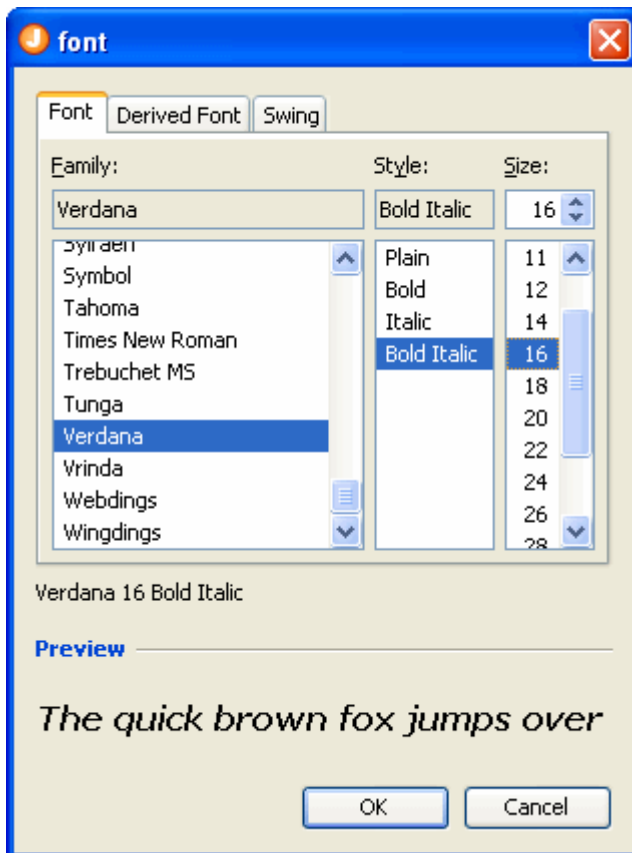 font
Font Derived Font Swing
Family: Style: Size:
Verdana Bold Italic 16
Sylfaen Plain 11
Symbol Bold 12
Tahoma Italic 14
Times New Roman Bold Italic 16
Trebuchet MS 18
Tunga 20
Verdana 22
Vrinda 24
Webdings 26
Wingdings 28
Verdana 16 Bold Italic
Preview
The quick brown fox jumps over
OK Cancel